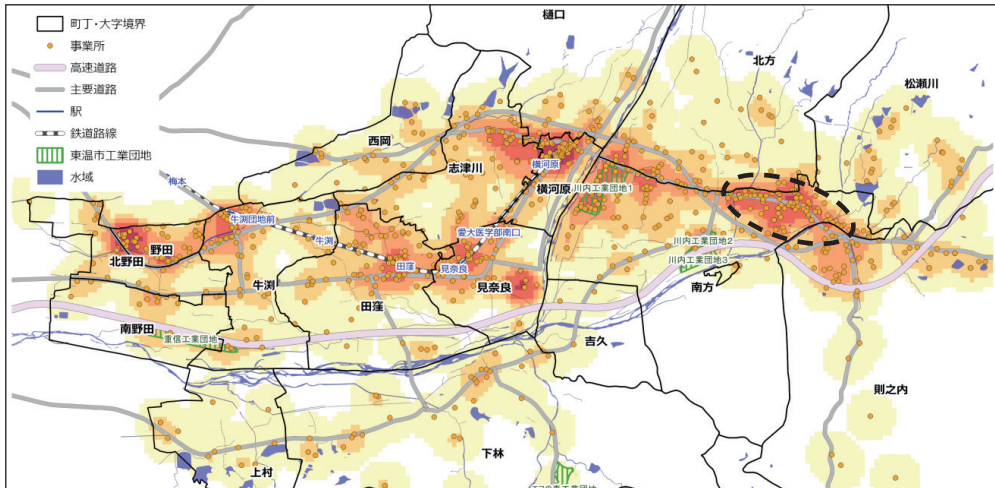 町丁・大字境界
事業所
高速道路
主要道路
駅
鉄道路線
東温市工業団地
水域
樋口
北方
松瀬川
西岡
志津川
横河原
横河原
川内工業団地1
梅本
牛渕団地前
愛大医学部南口
牛渕
野田
北野田
川内工業団地2
川内工業団地3
田窪
見奈良
牛渕
見奈良
南方
田窪
南野田
重信工業団地
吉久
則之内
下林
上村